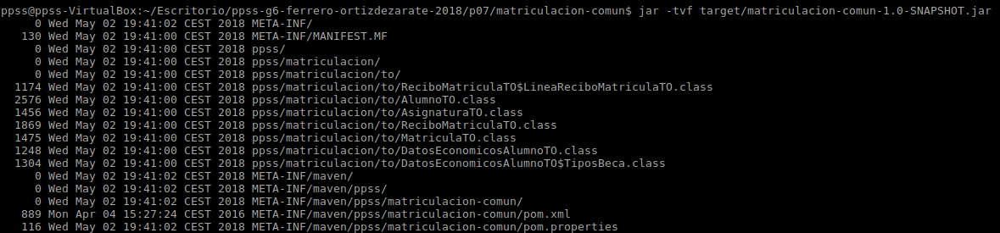 ppss@ppss-VirtualBox:~/Escritorio/ppss-g6-ferrero-ortizdezarate-2018/p07/matriculacion-comun$ jar -tvf target/matriculacion-comun-1.0-SNAPSHOT.jar
     0 Wed May 02 19:41:02 CEST 2018 META-INF/
   130 Wed May 02 19:41:00 CEST 2018 META-INF/MANIFEST.MF
     0 Wed May 02 19:41:00 CEST 2018 ppss/
     0 Wed May 02 19:41:00 CEST 2018 ppss/matriculacion/
     0 Wed May 02 19:41:00 CEST 2018 ppss/matriculacion/to/
  1174 Wed May 02 19:41:00 CEST 2018 ppss/matriculacion/to/ReciboMatriculaTO$LineaReciboMatriculaTO.class
  2576 Wed May 02 19:41:00 CEST 2018 ppss/matriculacion/to/AlumnoTO.class
  1456 Wed May 02 19:41:00 CEST 2018 ppss/matriculacion/to/AsignaturaTO.class
  1869 Wed May 02 19:41:00 CEST 2018 ppss/matriculacion/to/ReciboMatriculaTO.class
  1475 Wed May 02 19:41:00 CEST 2018 ppss/matriculacion/to/MatriculaTO.class
  1248 Wed May 02 19:41:00 CEST 2018 ppss/matriculacion/to/DatosEconomicosAlumnoTO.class
  1304 Wed May 02 19:41:00 CEST 2018 ppss/matriculacion/to/DatosEconomicosAlumnoTO$TiposBeca.class
     0 Wed May 02 19:41:02 CEST 2018 META-INF/maven/
     0 Wed May 02 19:41:02 CEST 2018 META-INF/maven/ppss/
     0 Wed May 02 19:41:02 CEST 2018 META-INF/maven/ppss/matriculacion-comun/
   889 Mon Apr 04 15:27:24 CEST 2016 META-INF/maven/ppss/matriculacion-comun/pom.xml
   116 Wed May 02 19:41:02 CEST 2018 META-INF/maven/ppss/matriculacion-comun/pom.properties